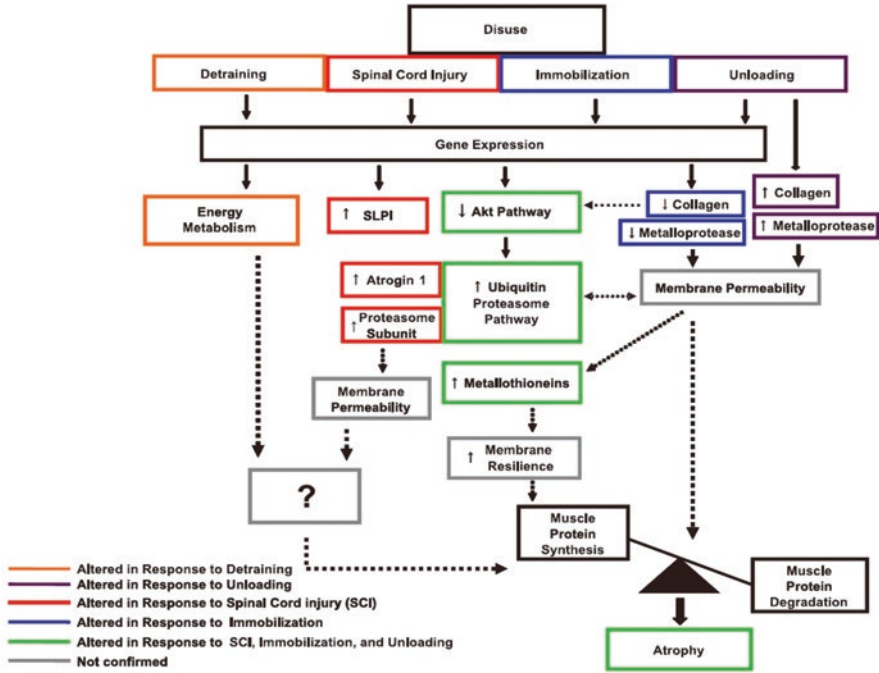 Disuse
Detraining
Spinal Cord Injury
Immobilization
Unloading
Gene Expression
Energy
Metabolism
↑ SLPI
↓ Akt Pathway
↓ Collagen
↓ Metalloprotease
↑ Collagen
↑ Metalloprotease
↑ Atrogin 1
↑ Proteasome
Subunit
↑ Ubiquitin
Proteasome
Pathway
Membrane Permeability
Membrane
Permeability
↑ Metallothioneins
↑ Membrane
Resilience
?
Muscle
Protein
Synthesis
Muscle
Protein
Degradation
Atrophy
Altered in Response to Detraining
Altered in Response to Unloading
Altered in Response to Spinal Cord injury (SCI)
Altered in Response to Immobilization
Altered in Response to SCI, Immobilization, and Unloading
Not confirmed